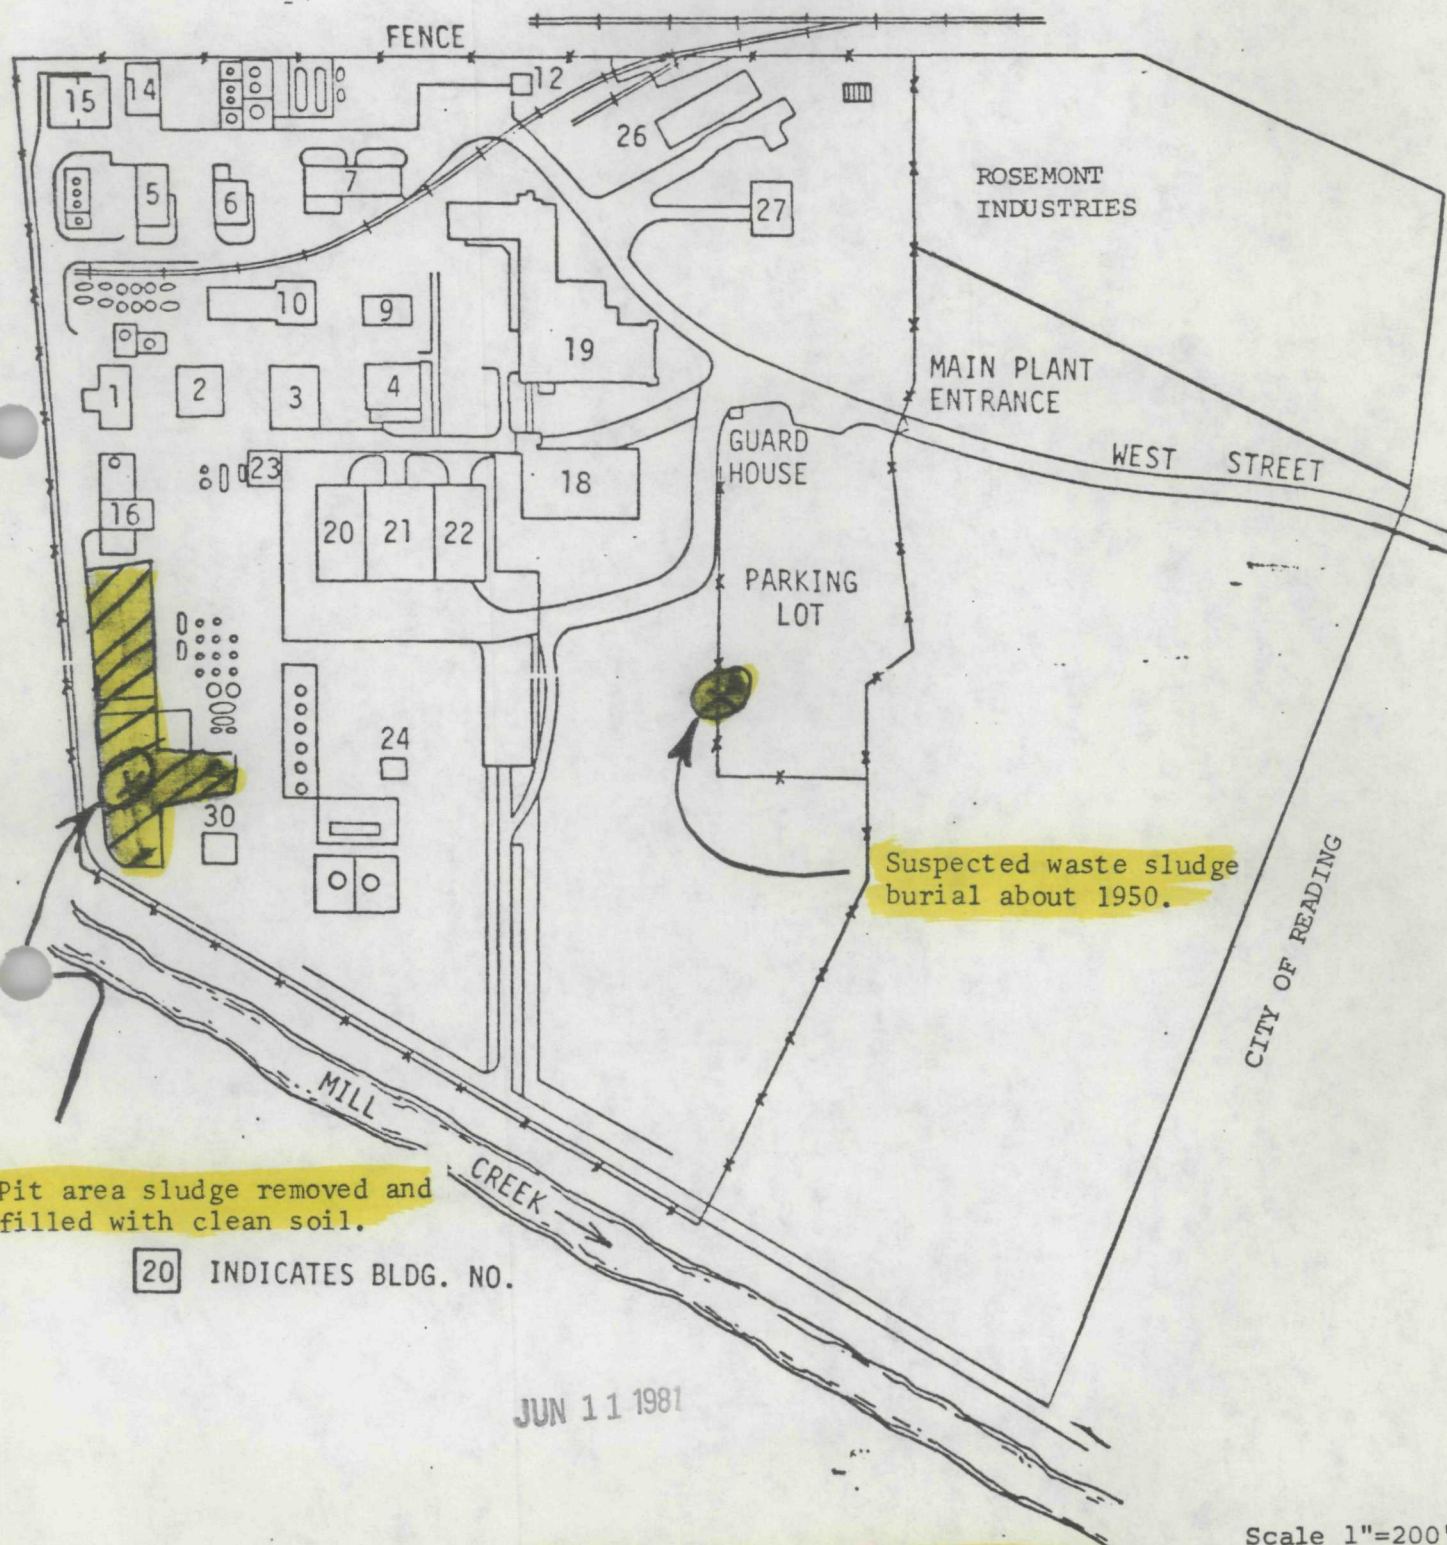 FENCE
15
14
12
26
5
6
7
27
ROSEMONT
INDUSTRIES
10
9
19
1
2
3
4
MAIN PLANT
ENTRANCE
GUARD
HOUSE
WEST STREET
23
18
16
20
21
22
PARKING
LOT
24
30
Suspected waste sludge
burial about 1950.
CITY OF READING
MILL
CREEK
Pit area sludge removed and
filled with clean soil.
20 INDICATES BLDG. NO.
JUN 11 1981
Scale 1"=200'